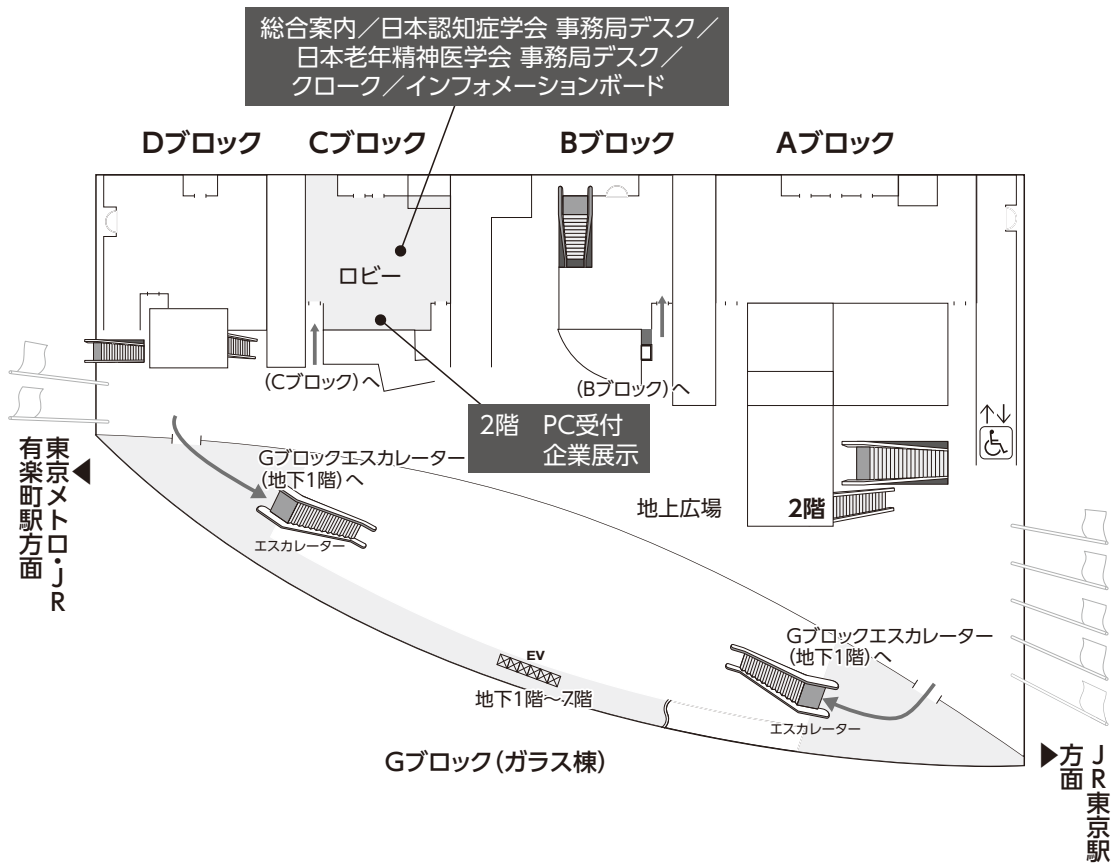 総合案内／日本認知症学会 事務局デスク／
日本老年精神医学会 事務局デスク／
クローク／インフォメーションボード
Dブロック
Cブロック
Bブロック
Aブロック
ロビー
（Cブロック）へ
（Bブロック）へ
2階 PC受付
企業展示
東京メトロ・JR
有楽町駅方面
Gブロックエスカレーター
（地下1階）へ
エスカレーター
地上広場
2階
EV
地下1階～7階
Gブロックエスカレーター
（地下1階）へ
エスカレーター
Gブロック（ガラス棟）
JR東京駅
方面